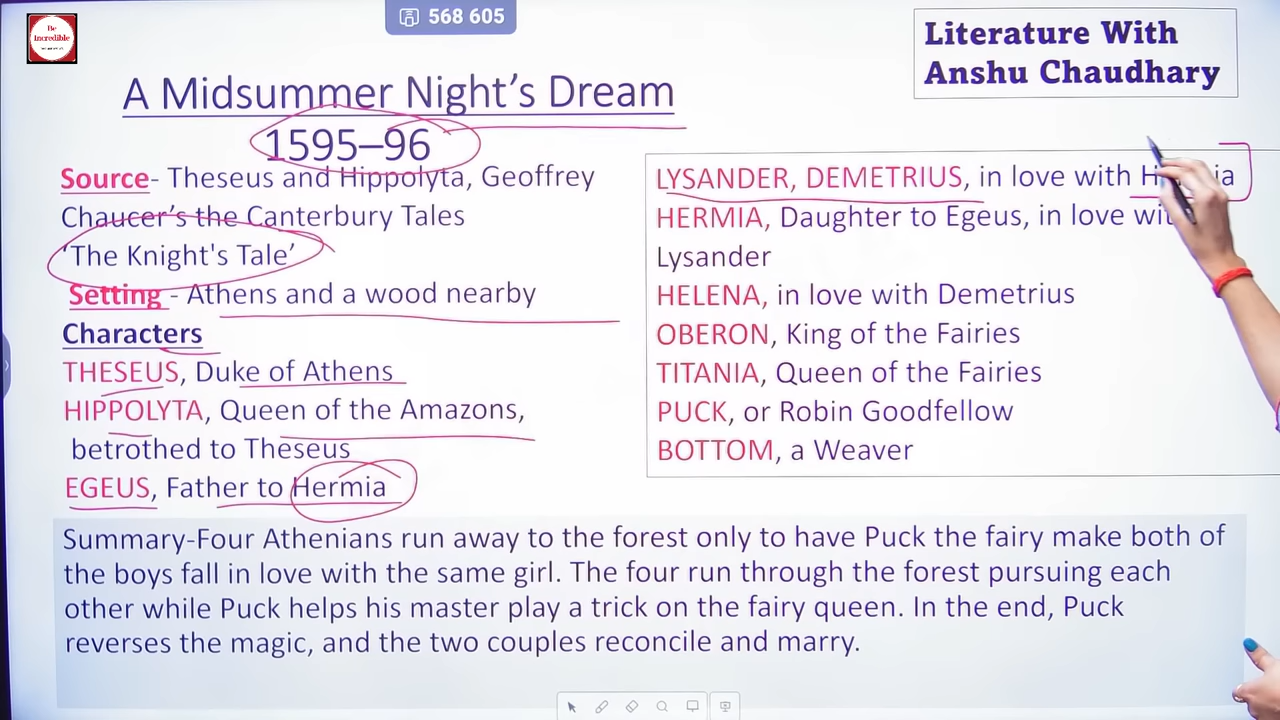 Be
Incredible
568 605
Literature With
Anshu Chaudhary
A Midsummer Night's Dream
1595–96
Source- Theseus and Hippolyta, Geoffrey
Chaucer's the Canterbury Tales
'The Knight's Tale'
Setting - Athens and a wood nearby
Characters
THESEUS, Duke of Athens
HIPPOLYTA, Queen of the Amazons,
betrothed to Theseus
EGEUS, Father to Hermia
LYSANDER, DEMETRIUS, in love with
HERMIA, Daughter to Egeus, in love
Lysander
HELENA, in love with Demetrius
OBERON, King of the Fairies
TITANIA, Queen of the Fairies
PUCK, or Robin Goodfellow
BOTTOM, a Weaver
Summary-Four Athenians run away to the forest only to have Puck the fairy make both of
the boys fall in love with the same girl. The four run through the forest pursuing each
other while Puck helps his master play a trick on the fairy queen. In the end, Puck
reverses the magic, and the two couples reconcile and marry.